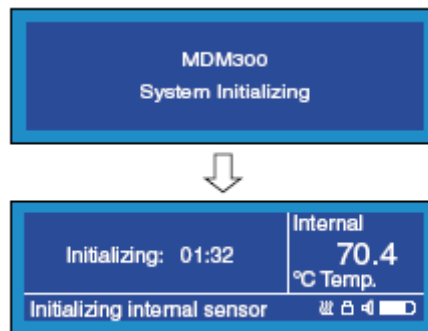 MDM300
System Initializing
Initializing: 01:32
Internal
70.4
°C Temp.
Initializing internal sensor